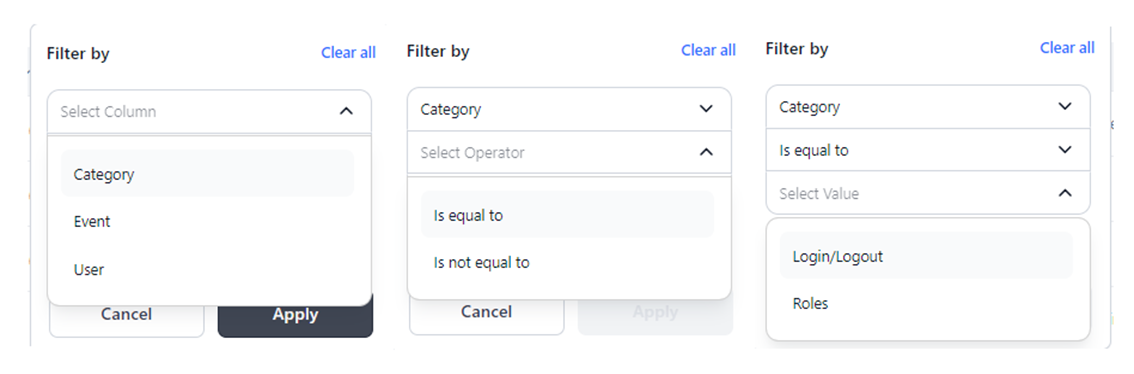 Filter by Clear all
Select Column
Category
Event
User
Cancel Apply
Filter by Clear all
Category
Select Operator
Is equal to
Is not equal to
Cancel Apply
Filter by Clear all
Category
Is equal to
Select Value
Login/Logout
Roles